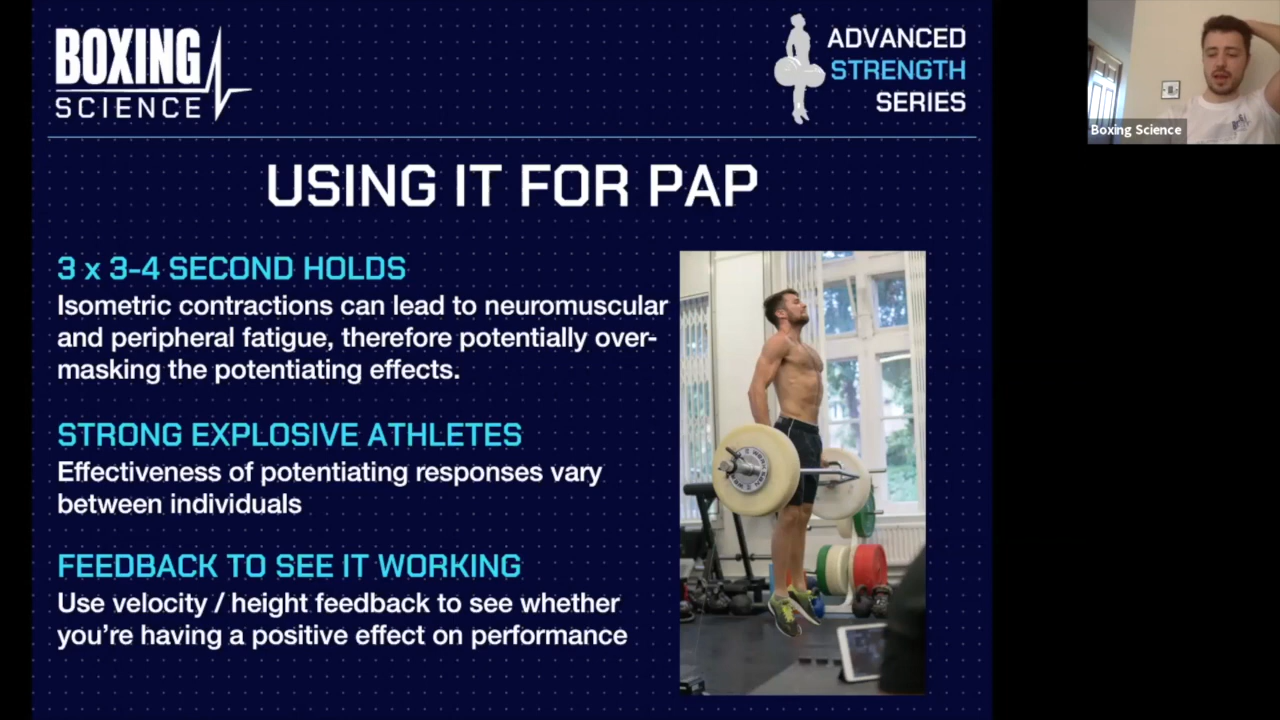 BOXING
SCIENCE
ADVANCED
STRENGTH
SERIES
Boxing Science
USING IT FOR PAP
3 x 3-4 SECOND HOLDS
Isometric contractions can lead to neuromuscular
and peripheral fatigue, therefore potentially over-
masking the potentiating effects.
STRONG EXPLOSIVE ATHLETES
Effectiveness of potentiating responses vary
between individuals
FEEDBACK TO SEE IT WORKING
Use velocity / height feedback to see whether
you're having a positive effect on performance